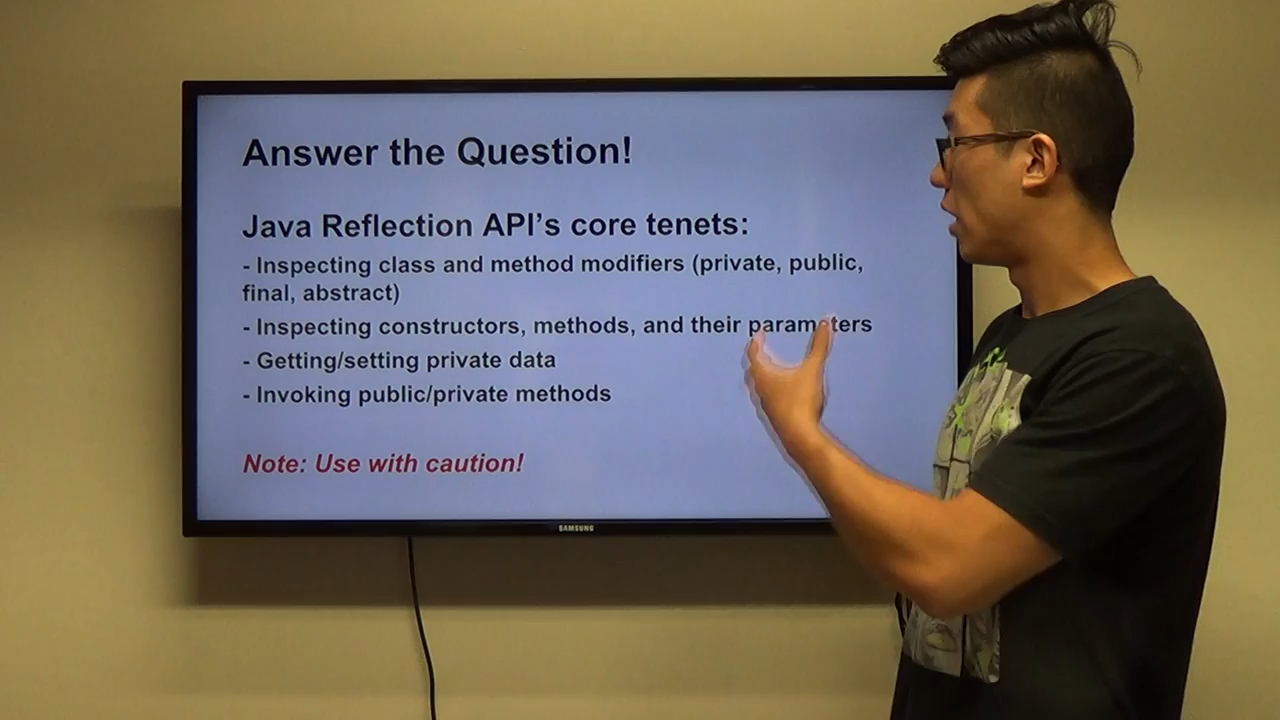 Answer the Question!
Java Reflection API’s core tenets:
- Inspecting class and method modifiers (private, public,
final, abstract)
- Inspecting constructors, methods, and their parameters
- Getting/setting private data
- Invoking public/private methods
Note: Use with caution!
SAMSUNG